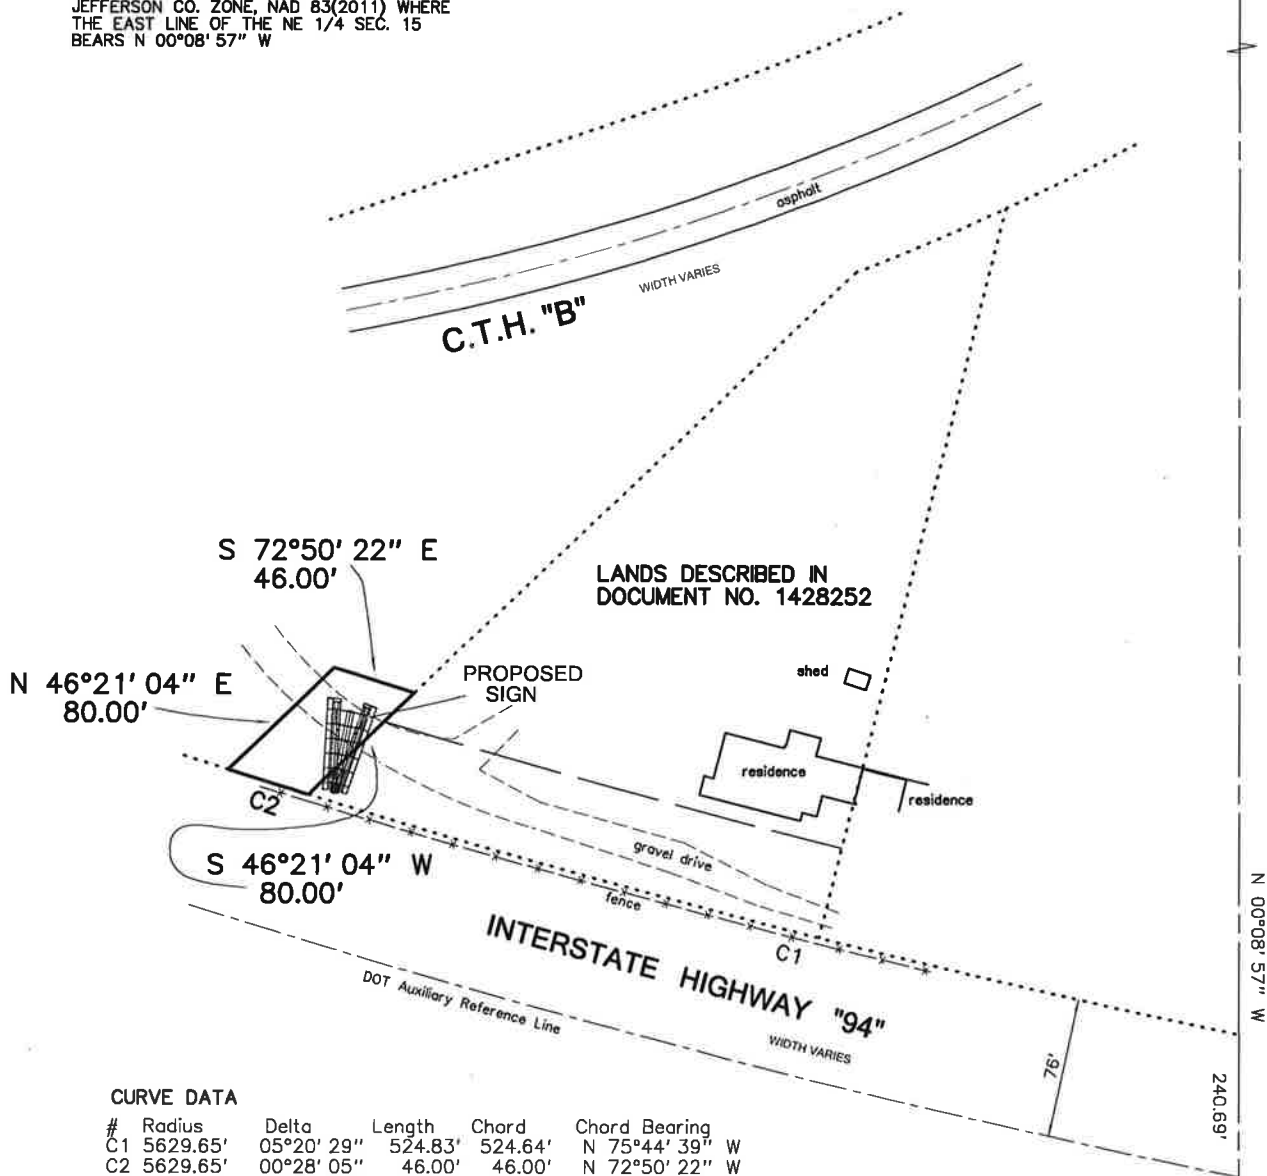 JEFFERSON CO. ZONE, NAD 83(2011) WHERE
THE EAST LINE OF THE NE 1/4 SEC. 15
BEARS N 00°08'57" W
asphalt
WIDTH VARIES
C.T.H. "B"
S 72°50'22" E
46.00'
LANDS DESCRIBED IN
DOCUMENT NO. 1428252
N 46°21'04" E
80.00'
PROPOSED
SIGN
shed
residence
residence
C2
S 46°21'04" W
80.00'
gravel drive
fence
C1
INTERSTATE HIGHWAY "94"
WIDTH VARIES
DOT Auxiliary Reference Line
N 00°08'57" W
76'
240.69'
CURVE DATA
# Radius Delta Length Chord Chord Bearing
C1 5629.65' 05°20'29" 524.83' 524.64' N 75°44'39" W
C2 5629.65' 00°28'05" 46.00' 46.00' N 72°50'22" W